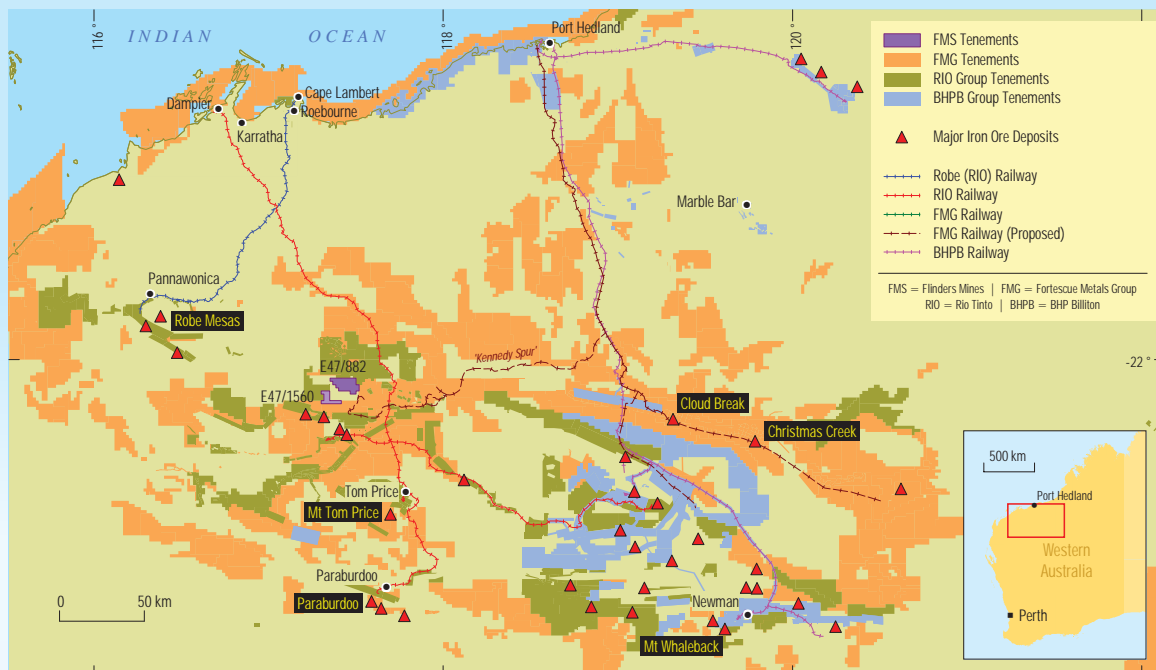 116°
INDIAN OCEAN
118°
120°
Port Hedland
Dampier
Cape Lambert
Roebourne
Karratha
Marble Bar
Pannawonica
Robe Mesas
'Kennedy Spur'
E47/882
E47/1560
-22°
Cloud Break
Christmas Creek
Tom Price
Mt Tom Price
Paraburdoo
Paraburdoo
Newman
Mt Whaleback
0 50 km
FMS Tenements
FMG Tenements
RIO Group Tenements
BHPB Group Tenements
Major Iron Ore Deposits
Robe (RIO) Railway
RIO Railway
FMG Railway
FMG Railway (Proposed)
BHPB Railway
FMS = Flinders Mines | FMG = Fortescue Metals Group
RIO = Rio Tinto | BHPB = BHP Billiton
500 km
Port Hedland
Western
Australia
Perth